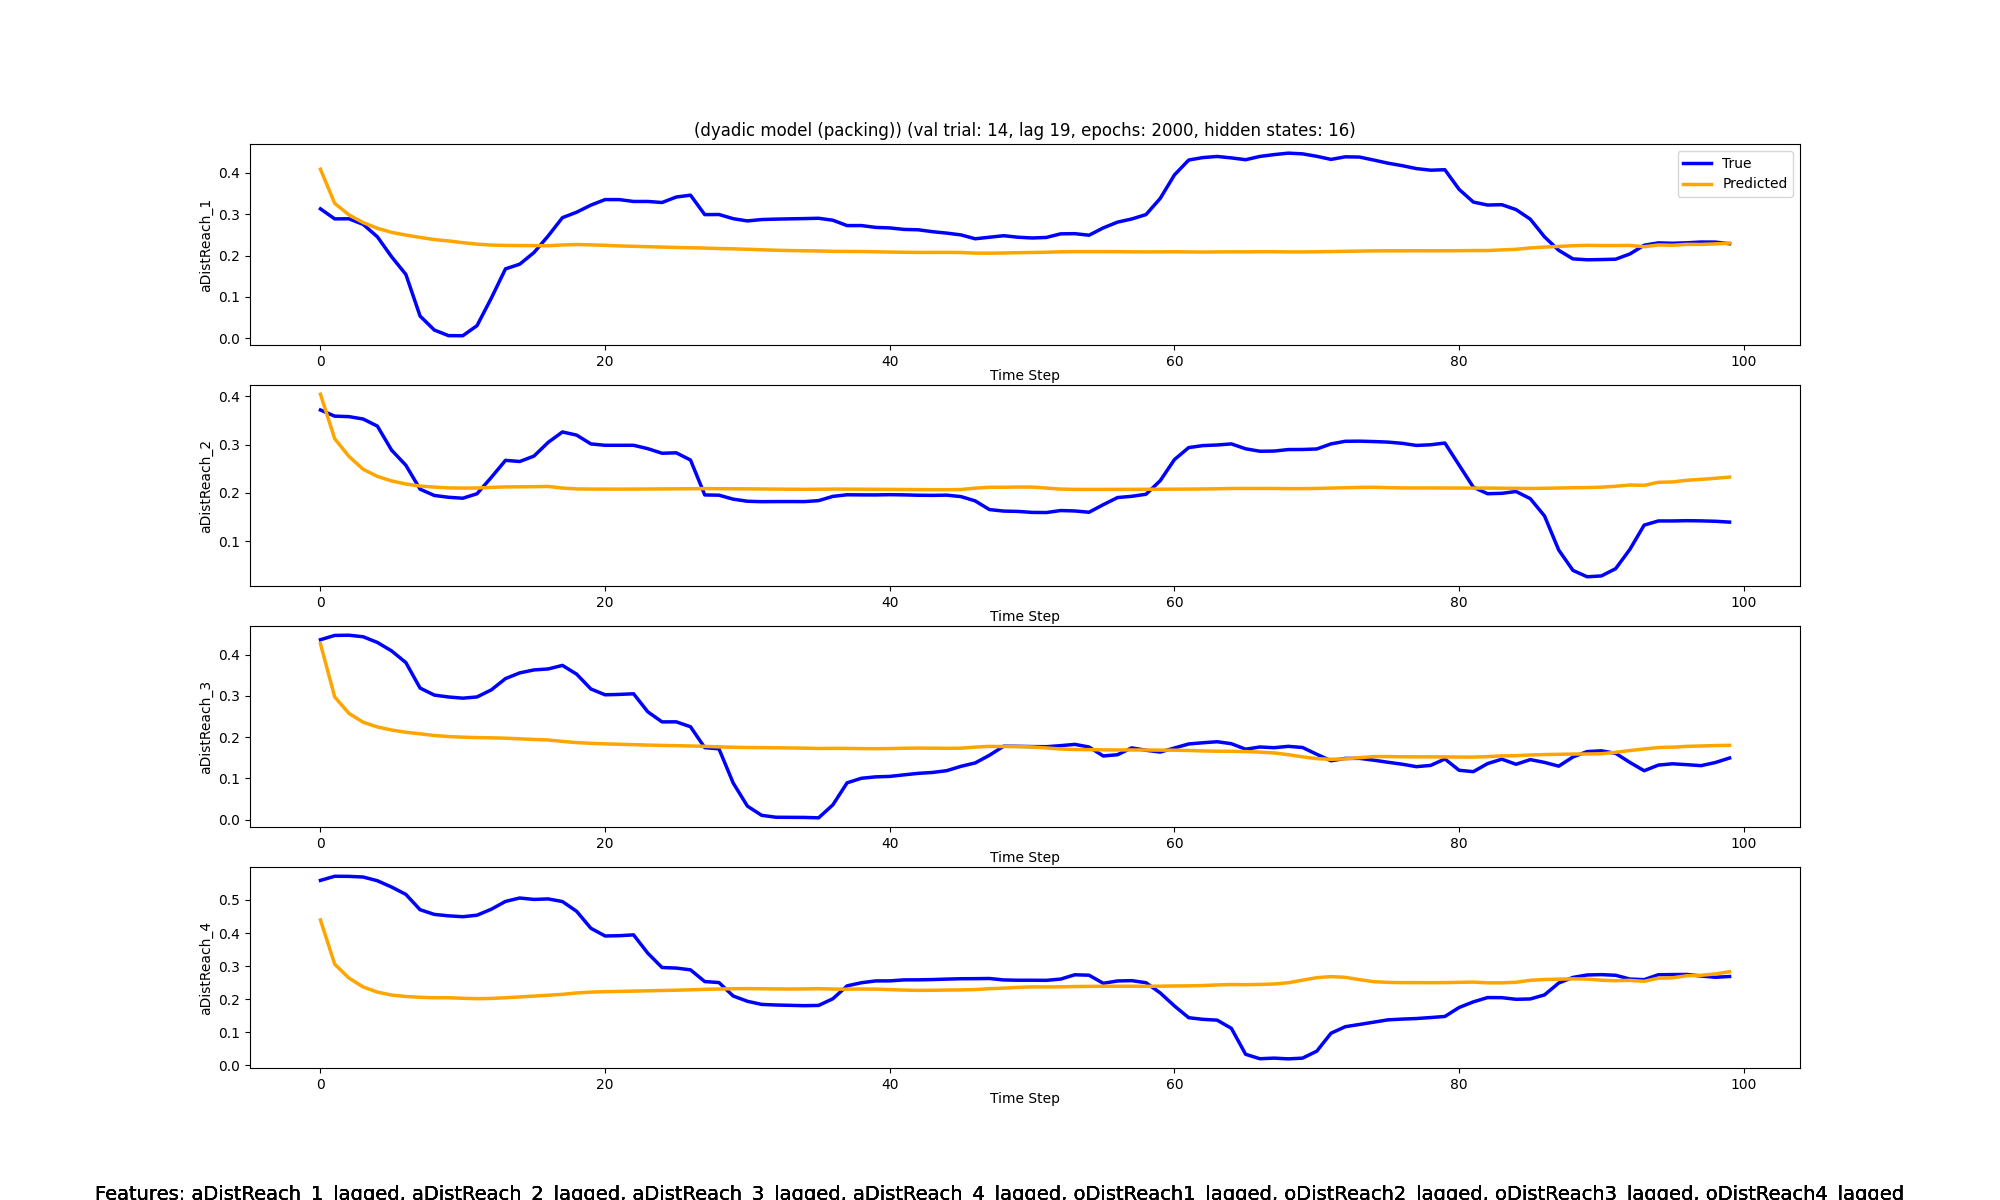 (dyadic model (packing)) (val trial: 14, lag 19, epochs: 2000, hidden states: 16)
True
Predicted
aDistReach_1
0.4
0.3
0.2
0.1
0.0
0 20 40 60 80 100
Time Step
aDistReach_2
0.4
0.3
0.2
0.1
0 20 40 60 80 100
Time Step
aDistReach_3
0.4
0.3
0.2
0.1
0.0
0 20 40 60 80 100
Time Step
aDistReach_4
0.5
0.4
0.3
0.2
0.1
0.0
0 20 40 60 80 100
Time Step
Features: aDistReach_1_lagged, aDistReach_2_lagged, aDistReach_3_lagged, aDistReach_4_lagged, oDistReach1_lagged, oDistReach2_lagged, oDistReach3_lagged, oDistReach4_lagged